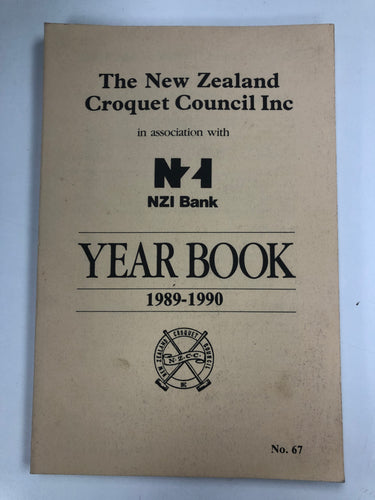 The New Zealand
Croquet Council Inc
in association with
NZI
NZI Bank
YEAR BOOK
1989-1990
NEW ZEALAND CROQUET COUNCIL
N.Z.C.C.
INC
No. 67